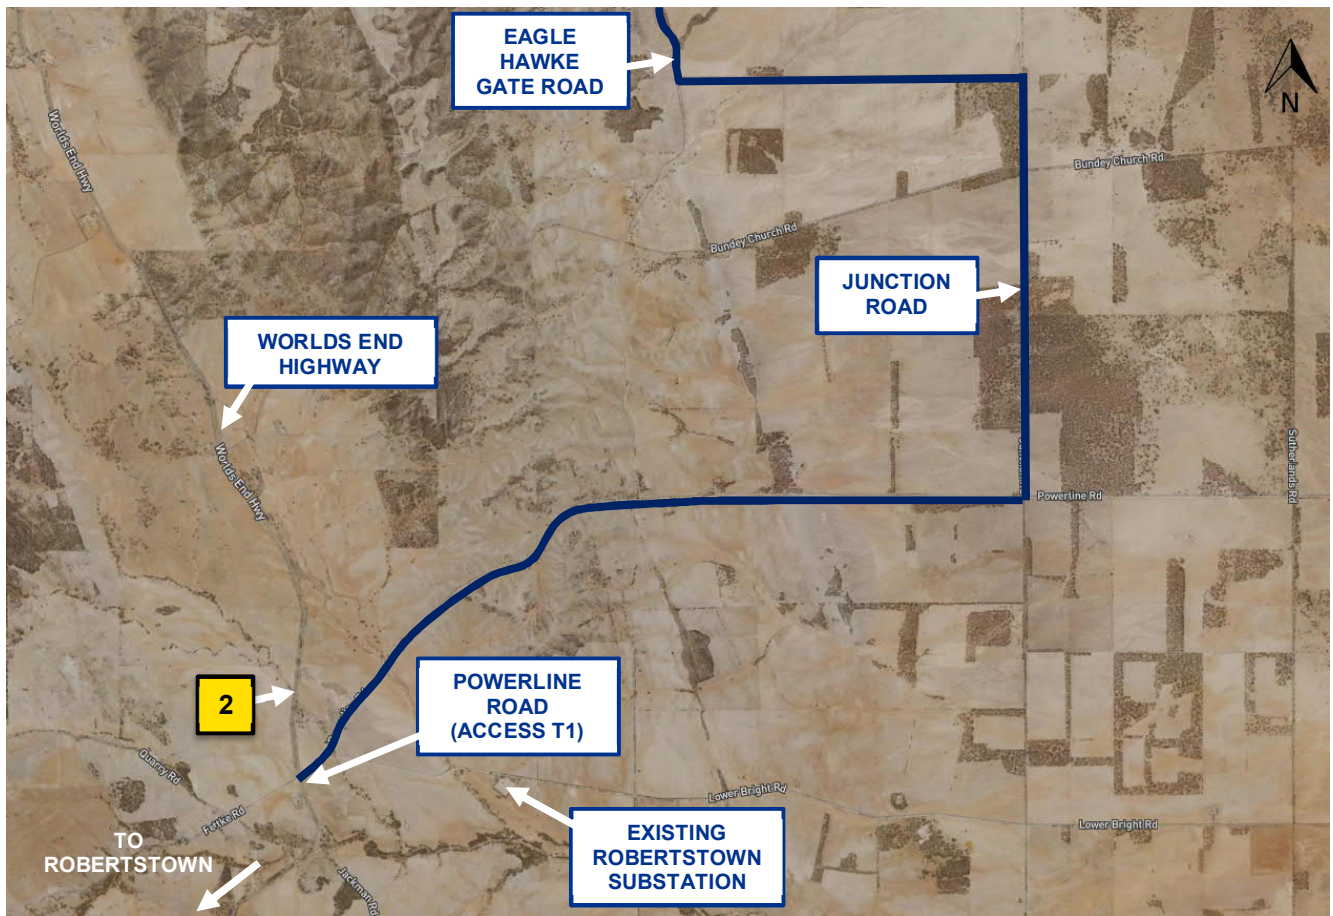 EAGLE
HAWKE
GATE ROAD
N
Worlds End Hwy
Bundey Church Rd
Bundey Church Rd
JUNCTION
ROAD
WORLDS END
HIGHWAY
Worlds End Hwy
Sutherlands Rd
Powerline Rd
2
POWERLINE
ROAD
(ACCESS T1)
Quarry Rd
Lower Bright Rd
Fettke Rd
Lower Bright Rd
TO
ROBERTSTOWN
EXISTING
ROBERTSTOWN
SUBSTATION
Jackman Rd